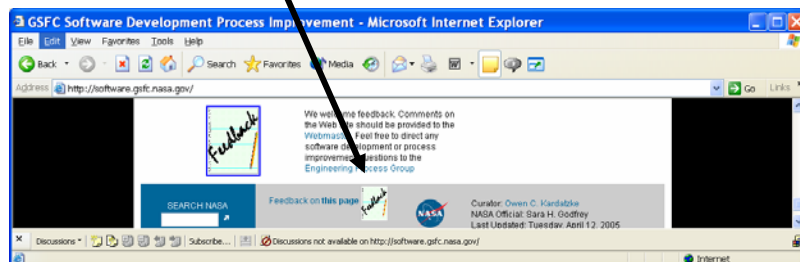 GSFC Software Development Process Improvement - Microsoft Internet Explorer
File Edit View Favorites Tools Help
Back Search Favorites Media
Address http://software.gsfc.nasa.gov/ Go Links
Feedback
We welcome feedback. Comments on
the Web site should be provided to the
Webmaster. Feel free to direct any
software development or process
improvement questions to the
Engineering Process Group
SEARCH NASA
Feedback on this page
Feedback
NASA
Curator: Owen C. Kardatzke
NASA Official: Sara H. Godfrey
Last Updated: Tuesday, April 12, 2005
Discussions Subscribe... Discussions not available on http://software.gsfc.nasa.gov/
Internet